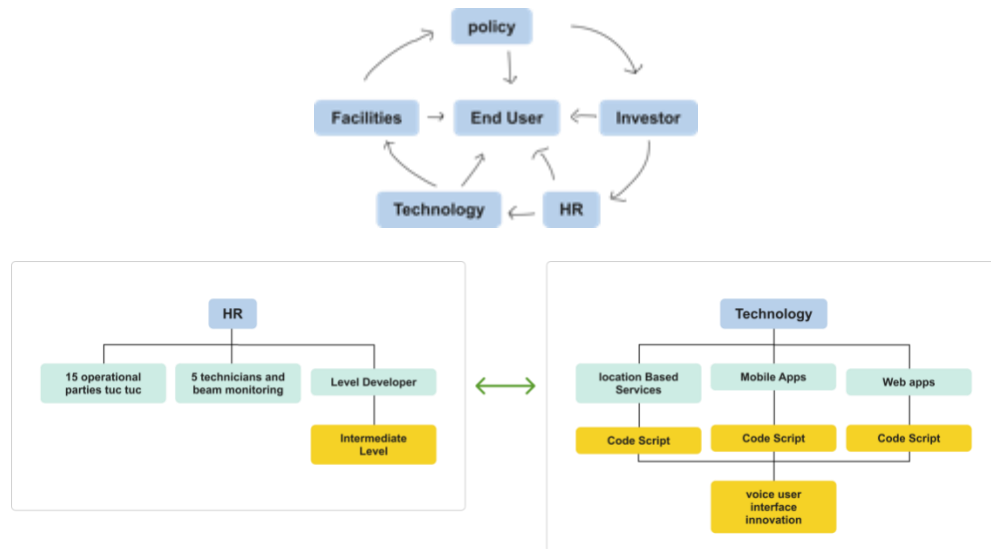 policy
Facilities
End User
Investor
Technology
HR
HR
15 operational
parties tuc tuc
5 technicians and
beam monitoring
Level Developer
Intermediate
Level
Technology
location Based
Services
Mobile Apps
Web apps
Code Script
Code Script
Code Script
voice user
interface
innovation